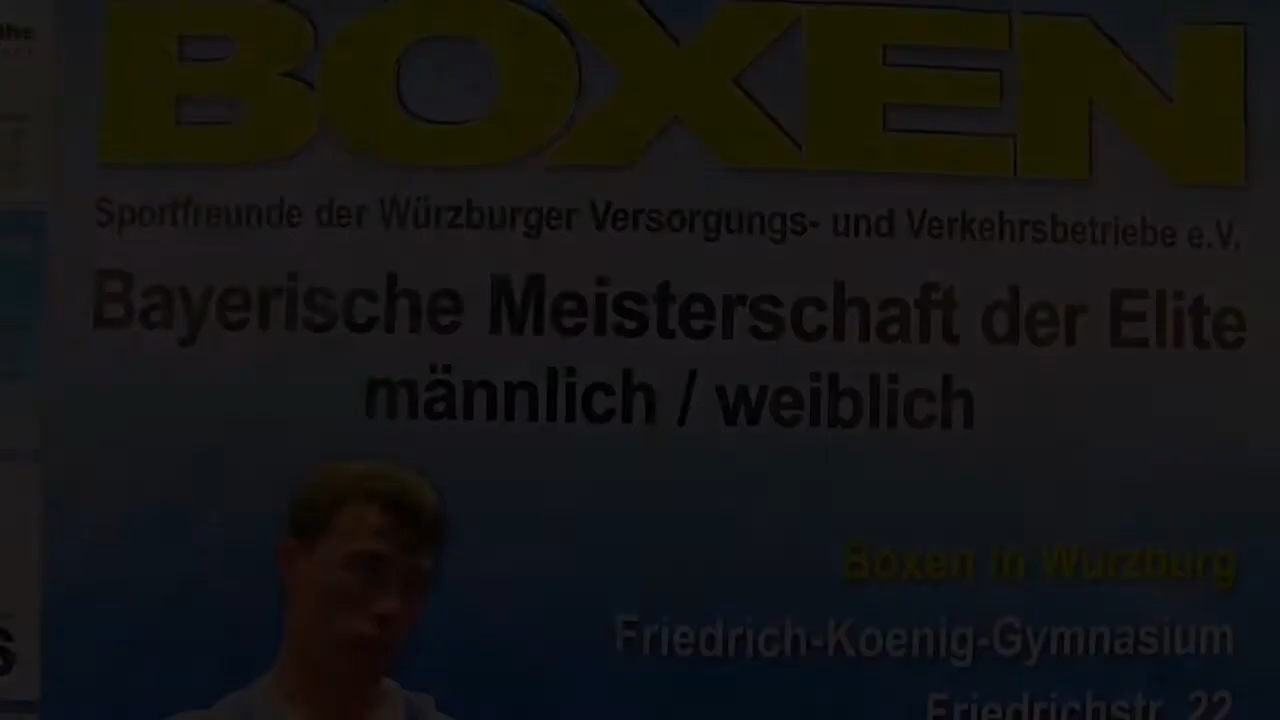 BOXEN
Sportfreunde der Würzburger Versorgungs- und Verkehrsbetriebe e.V.
Bayerische Meisterschaft der Elite
männlich / weiblich
Boxen in Würzburg
Friedrich-Koenig-Gymnasium
Friedrichstr. 22